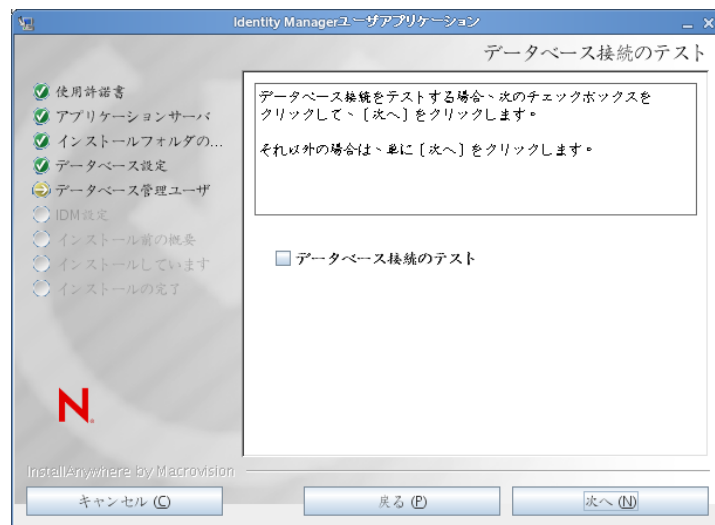 Identity Managerユーザアプリケーション
データベース接続のテスト
使用許諾書
アプリケーションサーバ
インストールフォルダの...
データベース設定
データベース管理ユーザ
IDM設定
インストール前の概要
インストールしています
インストールの完了
データベース接続をテストする場合、次のチェックボックスを
クリックして、[次へ]をクリックします。
それ以外の場合は、単に[次へ]をクリックします。
データベース接続のテスト
N.
InstallAnywhere by Macrovision
キャンセル (C)
戻る (P)
次へ (N)